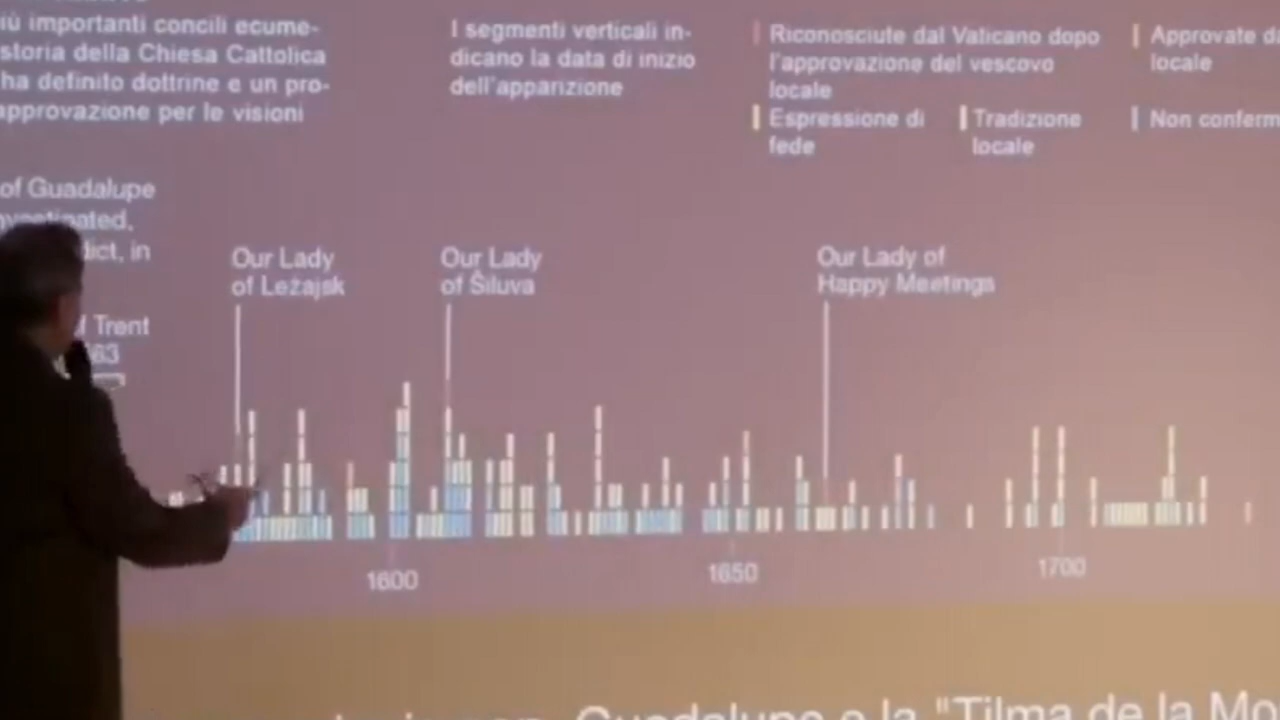 iù importanti concili ecume-
storia della Chiesa Cattolica
ha definito dottrine e un pro-
approvazione per le visioni
I segmenti verticali in-
dicano la data di inizio
dell'apparizione
Riconosciute dal Vaticano dopo
l'approvazione del vescovo
locale
Approvate da
locale
Espressione di
fede
Tradizione
locale
Non conferm
of Guadalupe
dict, in
f Trent
63
Our Lady
of Leżajsk
Our Lady
of Šiluva
Our Lady of
Happy Meetings
1600
1650
1700
Guadalupe e la "Tilma de la Mo